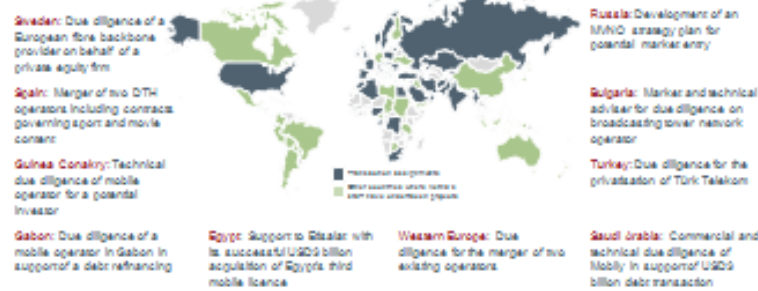 Sweden: Due diligence of a
European fibre backbone
provider on behalf of a
private equity firm
Spain: Merger of two DTH
operators including contracts
governing sport and movie
content
Guinea Conakry: Technical
due diligence of mobile
operator for a potential
investor
Gabon: Due diligence of a
mobile operator in Gabon in
support of a debt refinancing
Egypt: Support to Etisalat with
its successful USD3 billion
acquisition of Egypt's third
mobile licence
Western Europe: Due
diligence for the merger of two
existing operators
Russia: Development of an
MVNO strategy plan for
potential market entry
Bulgaria: Market and technical
adviser for due diligence on
broadcasting tower network
operator
Turkey: Due diligence for the
privatisation of Türk Telekom
Saudi Arabia: Commercial and
technical due diligence of
Mobily in support of USD3
billion debt transaction